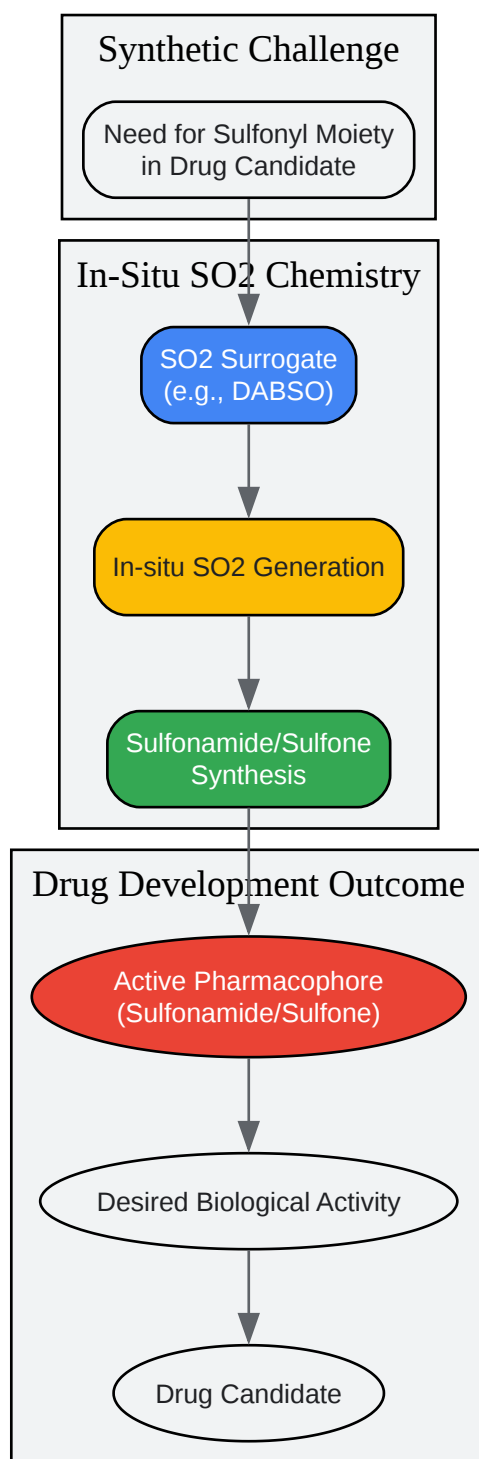 Synthetic Challenge
Need for Sulfonyl Moiety
in Drug Candidate
In-Situ SO2 Chemistry
SO2 Surrogate
(e.g., DABSO)
In-situ SO2 Generation
Sulfonamide/Sulfone
Synthesis
Drug Development Outcome
Active Pharmacophore
(Sulfonamide/Sulfone)
Desired Biological Activity
Drug Candidate